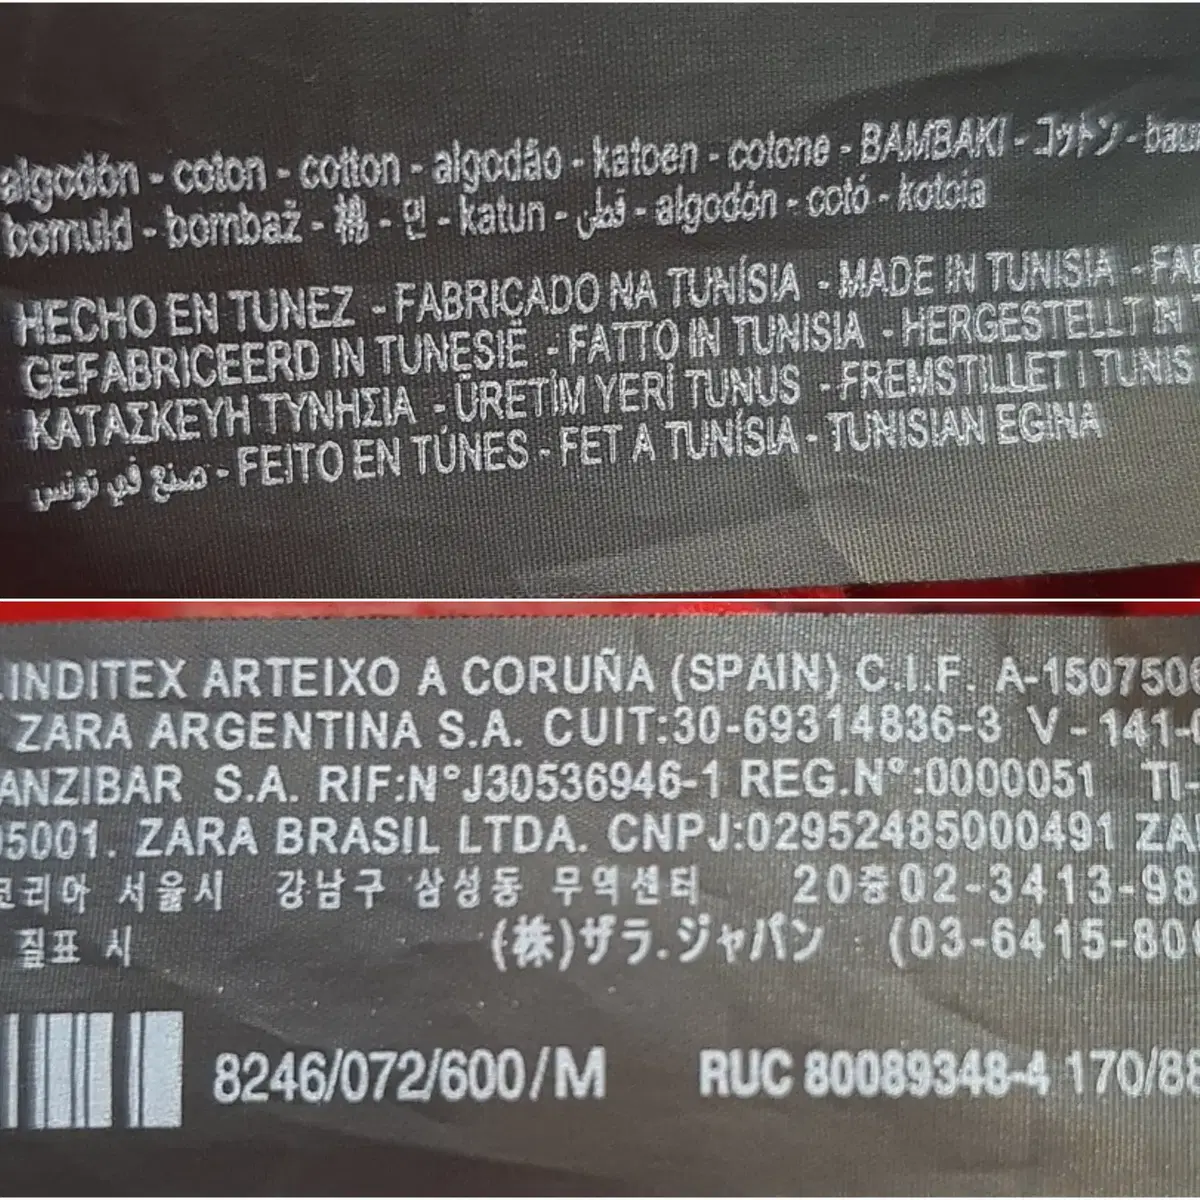 algodón - coton - cotton - algodão - katoen - cotone - BAMBAKI - コットン - bau
bomuld - bombaž - 棉 - 면 - katun - قطن - algodón - cotó - kotoia
HECHO EN TUNEZ - FABRICADO NA TUNÍSIA - MADE IN TUNISIA - FA
GEFABRICEERD IN TUNESIË - FATTO IN TUNISIA - HERGESTELLT IN
ΚΑΤΑΣΚΕΥΗ ΤΥΝΗΣΙΑ - ÜRETİM YERİ TUNUS - FREMSTILLET I TUNIS
صنع في تونس - FEITO EN TÚNES - FET A TUNÍSIA - TUNISIAN EGINA
INDITEX ARTEIXO A CORUÑA (SPAIN) C.I.F. A-1507500
ZARA ARGENTINA S.A. CUIT:30-69314836-3 V - 141-
ANZIBAR S.A. RIF:N°J30536946-1 REG.N°:0000051 TI-
05001. ZARA BRASIL LTDA. CNPJ:02952485000491 ZA
코리아 서울시 강남구 삼성동 무역센터 20층02-3413-98
질표 시 (株)ザラ.ジャパン (03-6415-80
8246/072/600/M RUC 80089348-4 170/88